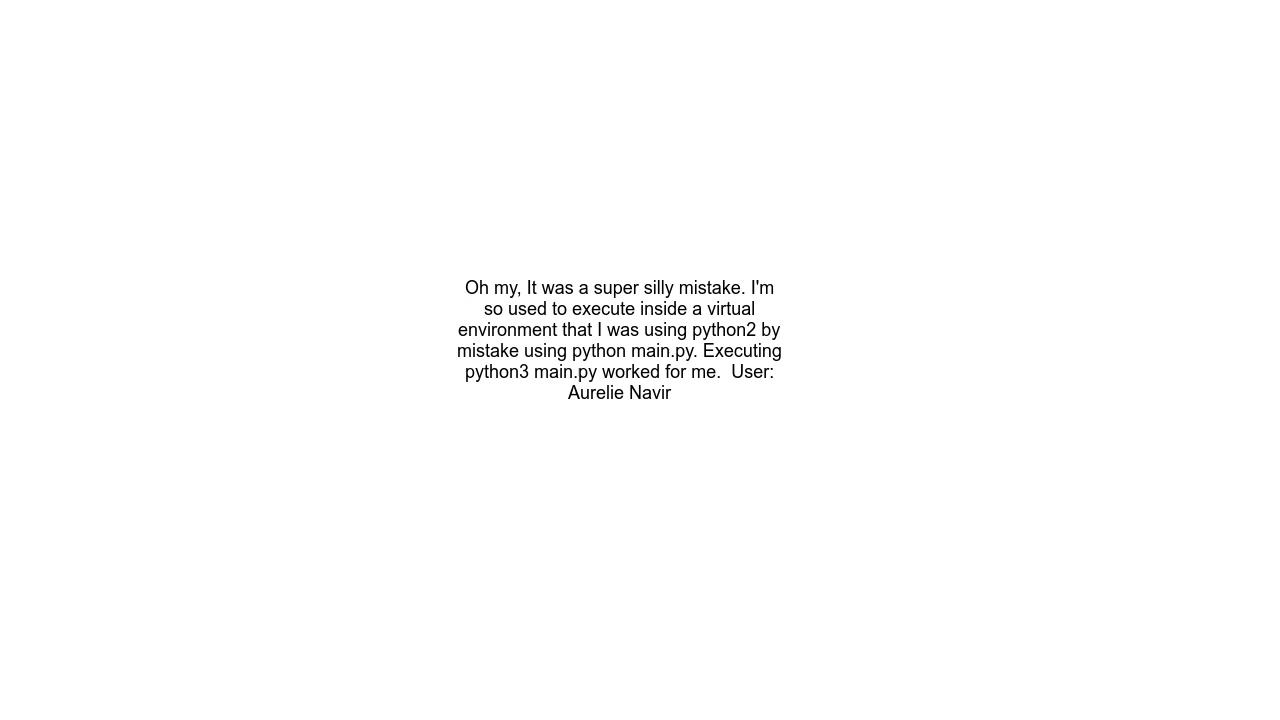 Oh my, It was a super silly mistake. I'm
so used to execute inside a virtual
environment that I was using python2 by
mistake using python main.py. Executing
python3 main.py worked for me.  User:
Aurelie Navir